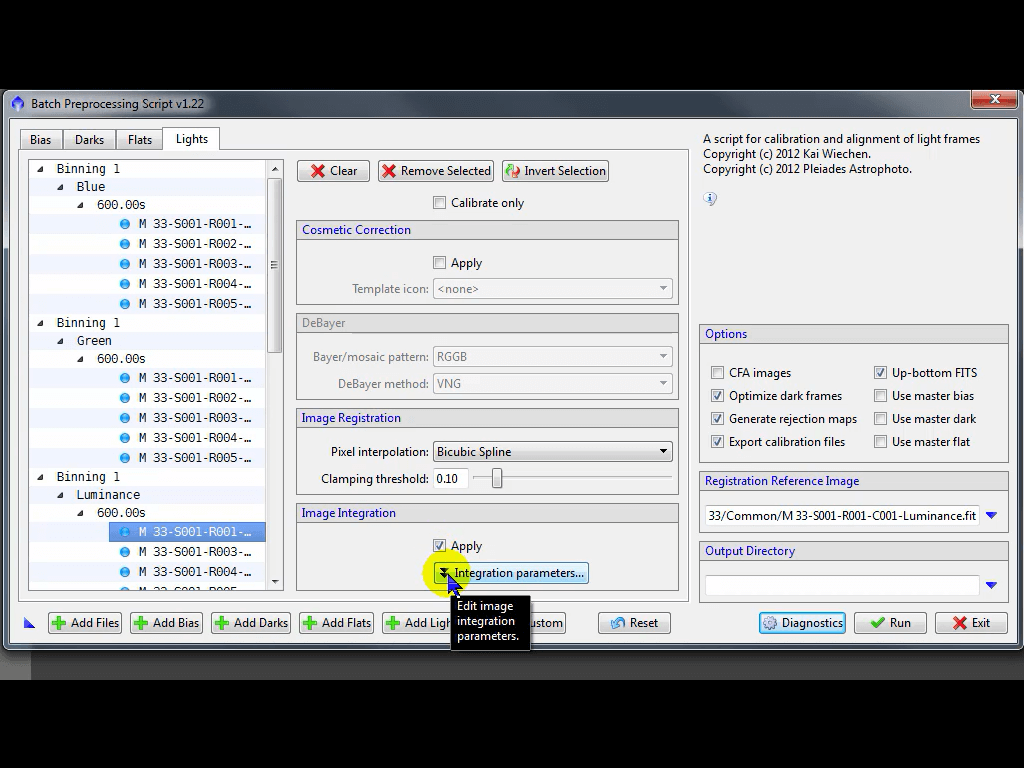 Batch Preprocessing Script v1.22
Bias Darks Flats Lights
Binning 1
Blue
600.00s
M 33-S001-R001-...
M 33-S001-R002-...
M 33-S001-R003-...
M 33-S001-R004-...
M 33-S001-R005-...
Binning 1
Green
600.00s
M 33-S001-R001-...
M 33-S001-R002-...
M 33-S001-R003-...
M 33-S001-R004-...
M 33-S001-R005-...
Binning 1
Luminance
600.00s
M 33-S001-R001-...
M 33-S001-R003-...
M 33-S001-R004-...
Clear Remove Selected Invert Selection
Calibrate only
Cosmetic Correction
Apply
Template icon: <none>
DeBayer
Bayer/mosaic pattern: RGGB
DeBayer method: VNG
Image Registration
Pixel interpolation: Bicubic Spline
Clamping threshold: 0.10
Image Integration
Apply
Integration parameters...
Edit image
integration
parameters.
A script for calibration and alignment of light frames
Copyright (c) 2012 Kai Wiechen.
Copyright (c) 2012 Pleiades Astrophoto.
Options
CFA images Up-bottom FITS
Optimize dark frames Use master bias
Generate rejection maps Use master dark
Export calibration files Use master flat
Registration Reference Image
33/Common/M 33-S001-R001-C001-Luminance.fit
Output Directory
Add Files Add Bias Add Darks Add Flats Add Ligh ustom Reset Diagnostics Run Exit